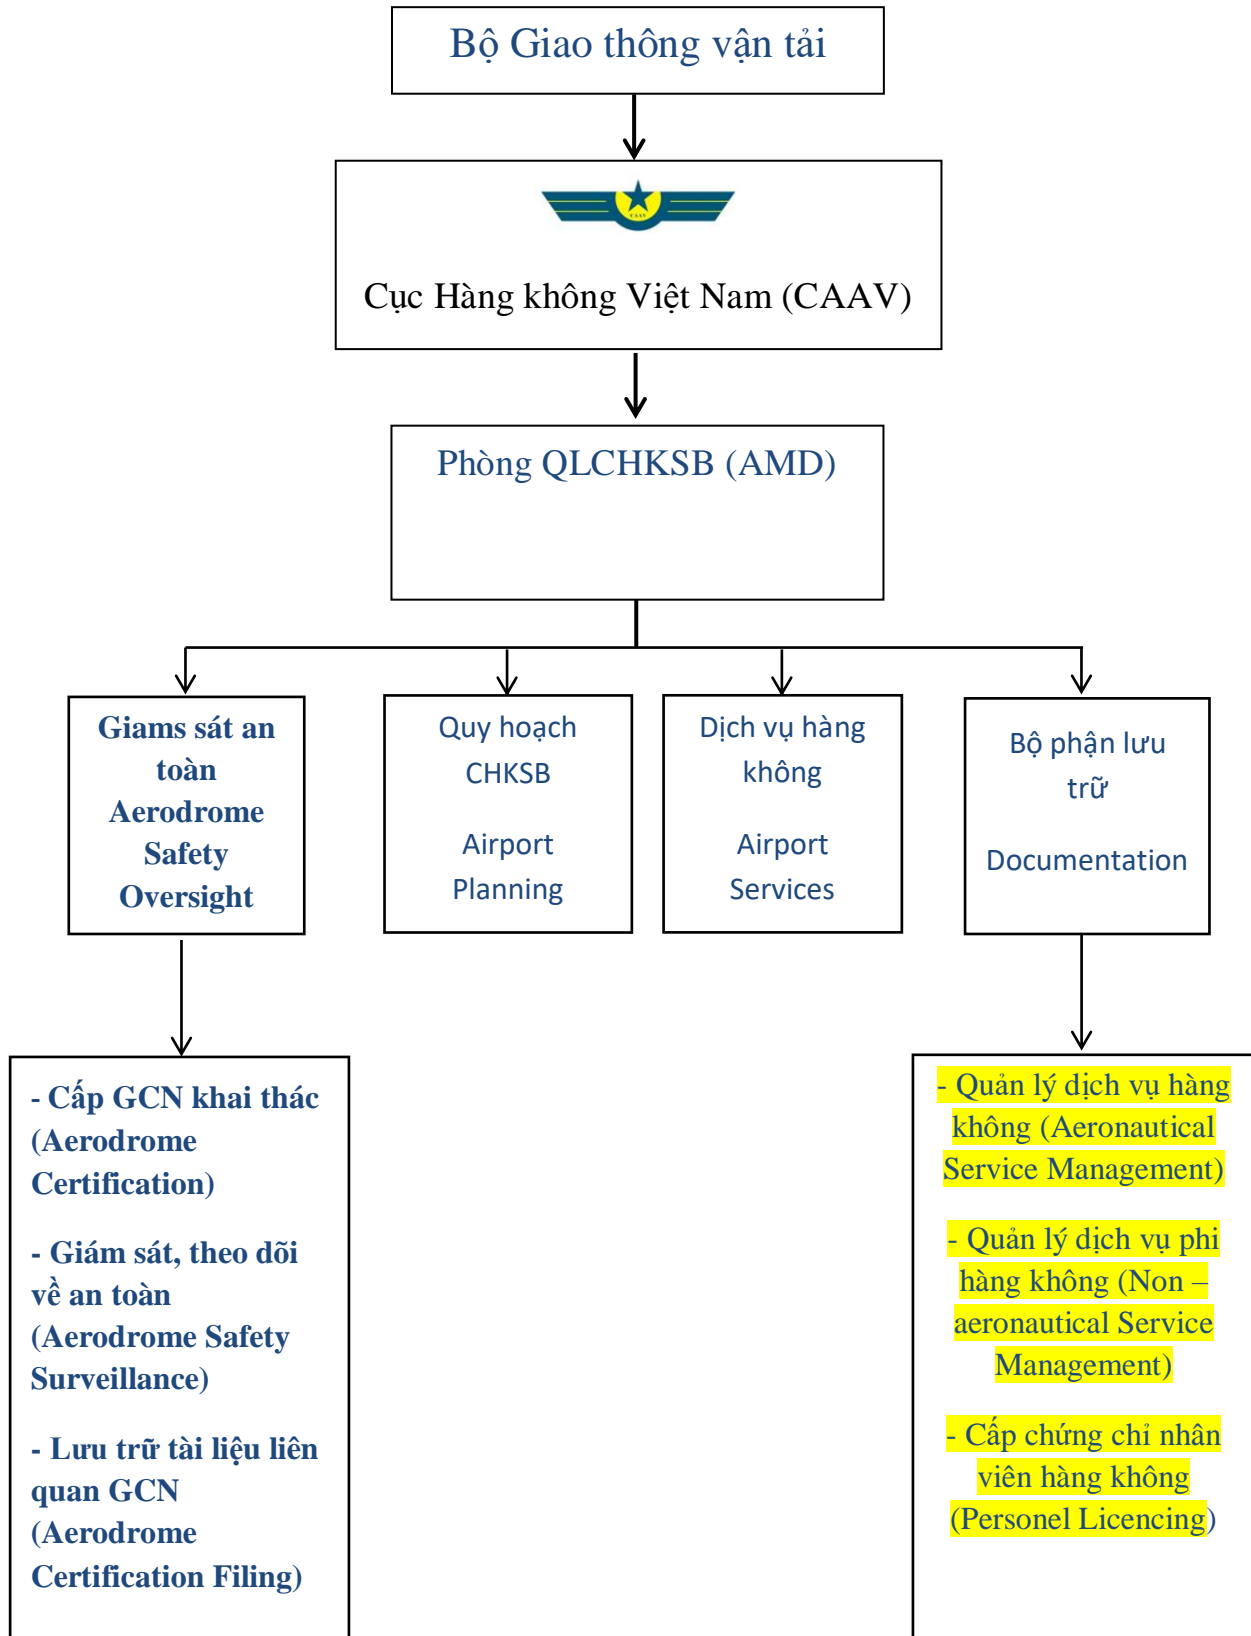 Bộ Giao thông vận tải
CAAV
Cục Hàng không Việt Nam (CAAV)
Phòng QLCHKSB (AMD)
Giams sát an
toàn
Aerodrome
Safety
Oversight
Quy hoạch
CHKSB
Airport
Planning
Dịch vụ hàng
không
Airport
Services
Bộ phận lưu
trữ
Documentation
- Cấp GCN khai thác
(Aerodrome
Certification)
- Giám sát, theo dõi
về an toàn
(Aerodrome Safety
Surveillance)
- Lưu trữ tài liệu liên
quan GCN
(Aerodrome
Certification Filing)
- Quản lý dịch vụ hàng
không (Aeronautical
Service Management)
- Quản lý dịch vụ phi
hàng không (Non –
aeronautical Service
Management)
- Cấp chứng chỉ nhân
viên hàng không
(Personel Licencing)